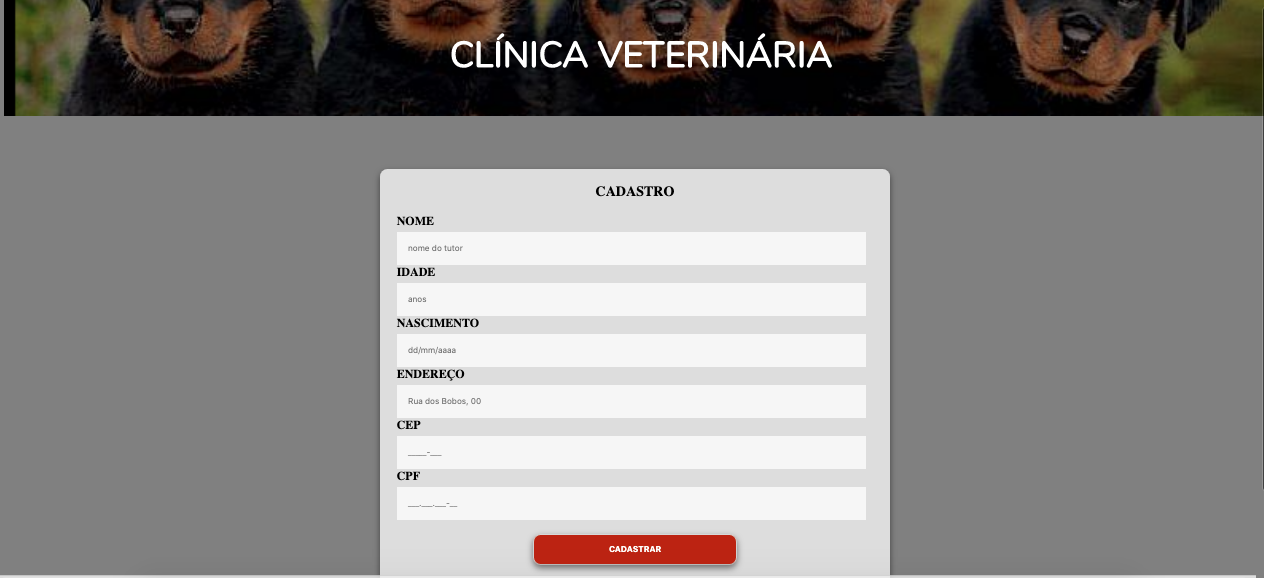 CLÍNICA VETERINÁRIA
CADASTRO
NOME
nome do tutor
IDADE
anos
NASCIMENTO
dd/mm/aaaa
ENDEREÇO
Rua dos Bobos, 00
CEP
_____-___
CPF
___.___.___-__
CADASTRAR